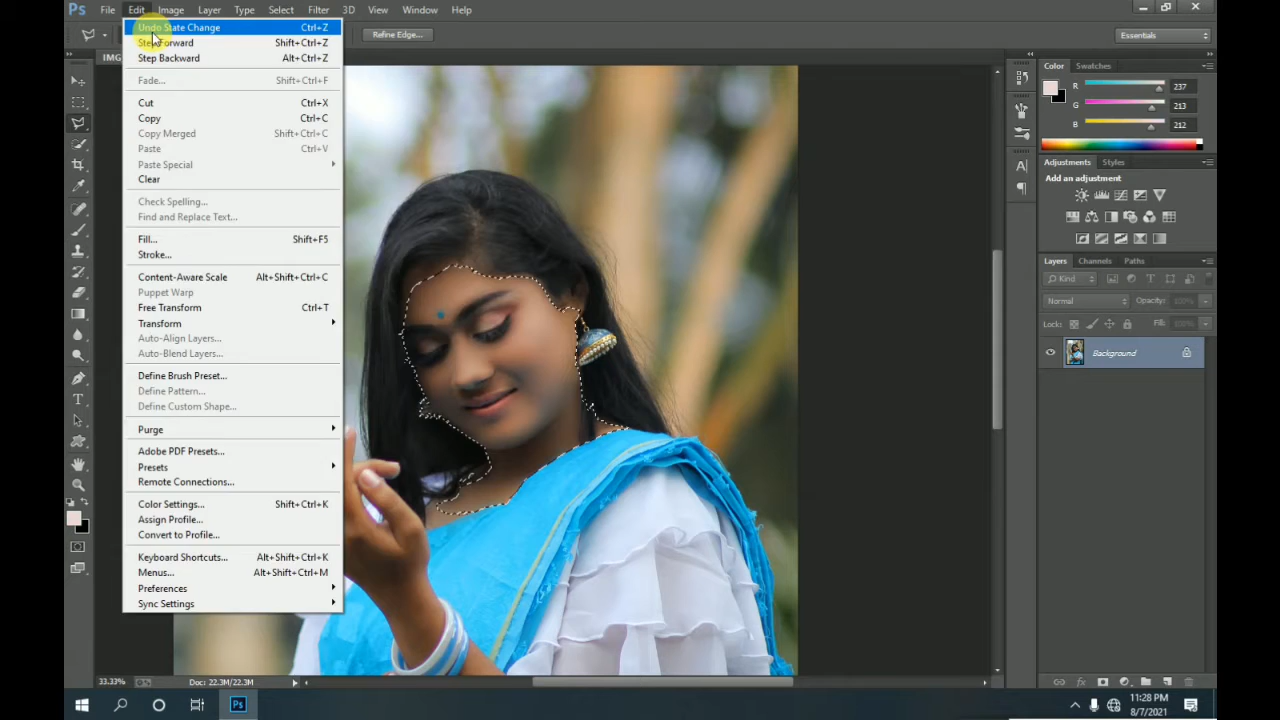 Ps File Edit Image Layer Type Select Filter 3D View Window Help
Refine Edge...
Essentials
IMG
Undo State Change Ctrl+Z
Step Forward Shift+Ctrl+Z
Step Backward Alt+Ctrl+Z
Fade... Shift+Ctrl+F
Cut Ctrl+X
Copy Ctrl+C
Copy Merged Shift+Ctrl+C
Paste Ctrl+V
Paste Special
Clear
Check Spelling...
Find and Replace Text...
Fill... Shift+F5
Stroke...
Content-Aware Scale Alt+Shift+Ctrl+C
Puppet Warp
Free Transform Ctrl+T
Transform
Auto-Align Layers...
Auto-Blend Layers...
Define Brush Preset...
Define Pattern...
Define Custom Shape...
Purge
Adobe PDF Presets...
Presets
Remote Connections...
Color Settings... Shift+Ctrl+K
Assign Profile...
Convert to Profile...
Keyboard Shortcuts... Alt+Shift+Ctrl+K
Menus... Alt+Shift+Ctrl+M
Preferences
Sync Settings
Color Swatches
R 237
G 213
B 212
Adjustments Styles
Add an adjustment
Layers Channels Paths
Kind
Normal Opacity: 100%
Lock: Fill: 100%
Background
33.33% Doc: 22.3M/22.3M
Ps
11:28 PM
8/7/2021